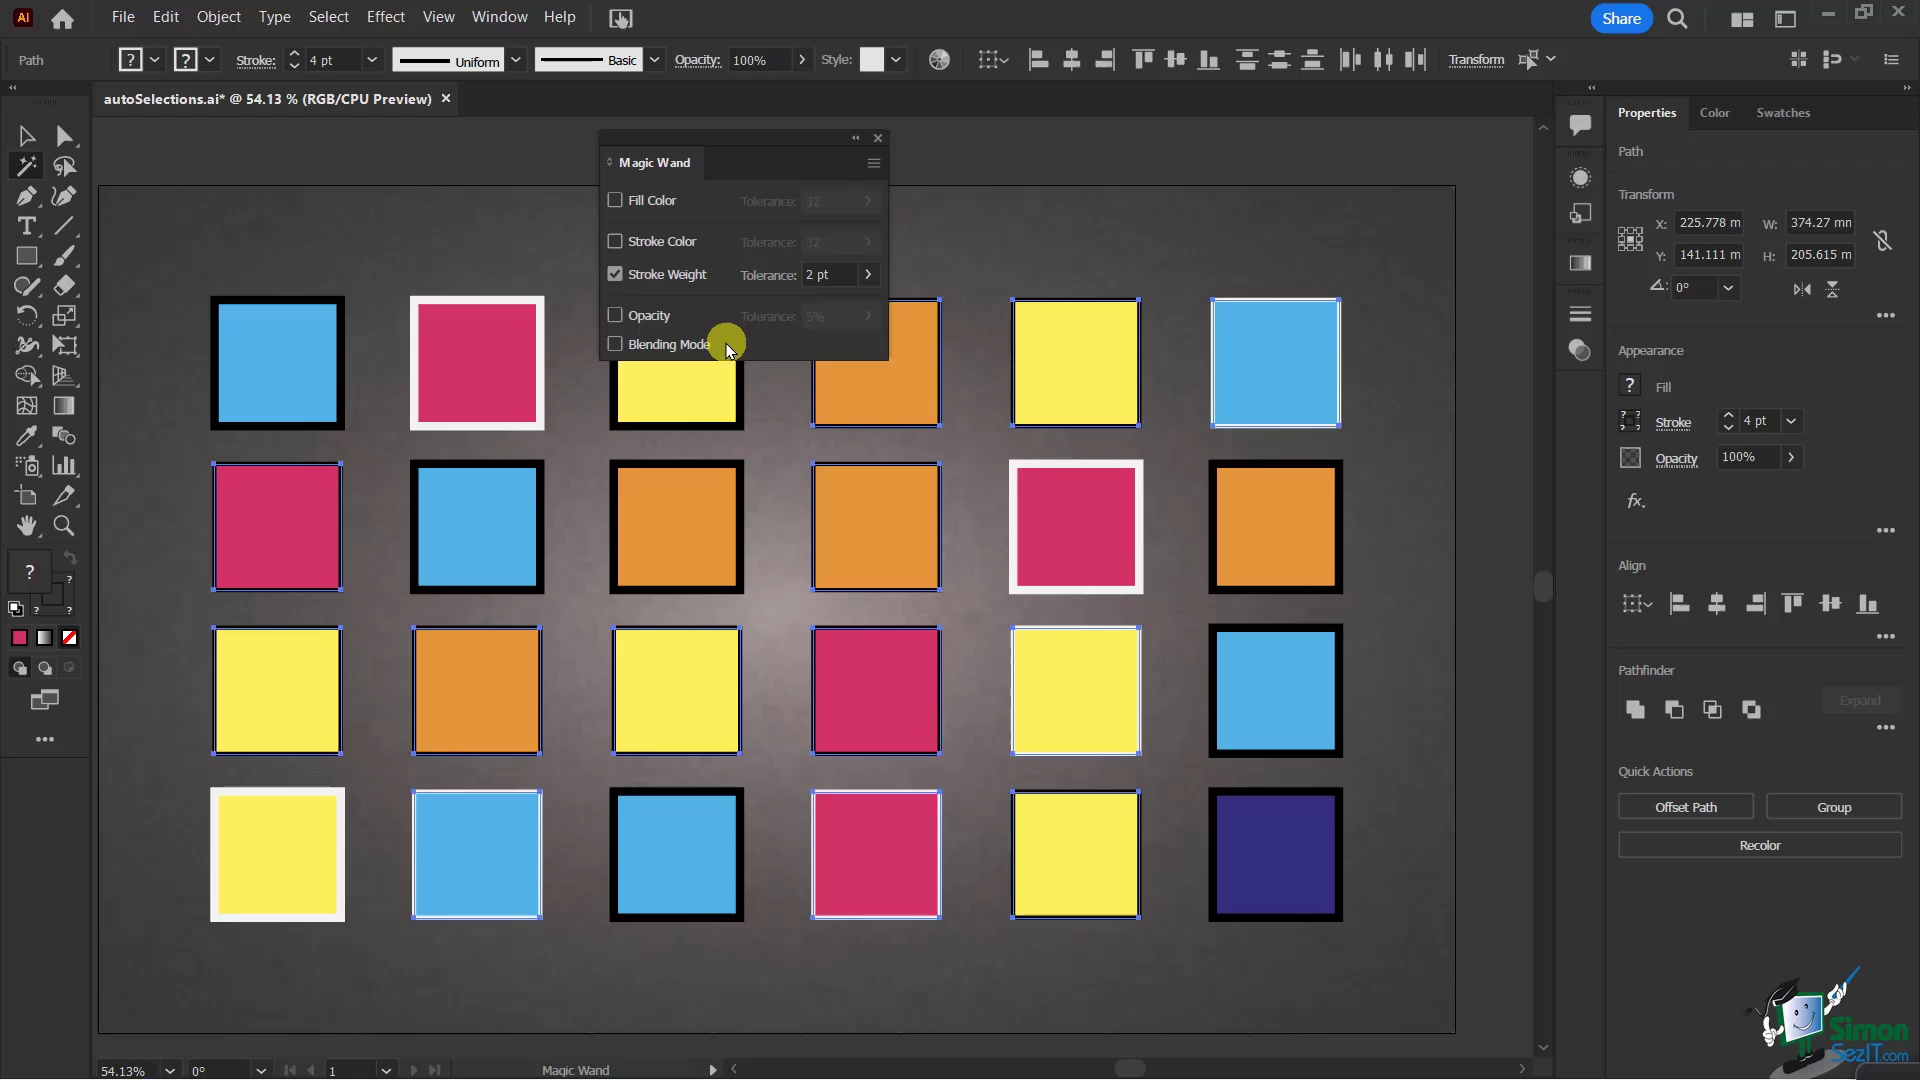 Ai File Edit Object Type Select Effect View Window Help Share
Path ? ? Stroke: 4 pt Uniform Basic Opacity: 100% Style: Transform
autoSelections.ai* @ 54.13 % (RGB/CPU Preview) ×
Properties Color Swatches
Path
Magic Wand
Fill Color Tolerance: 32
Stroke Color Tolerance: 32
Stroke Weight Tolerance: 2 pt
Opacity Tolerance: 5%
Blending Mode
Transform
X: 225.778 m W: 374.27 mn
Y: 141.111 m H: 205.615 m
0°
Appearance
? Fill
Stroke 4 pt
Opacity 100%
fx.
Align
Pathfinder
Expand
Quick Actions
Offset Path Group
Recolor
T
?
?
? ?
Simon
SezIT.com
54.13% 0° 1 Magic Wand